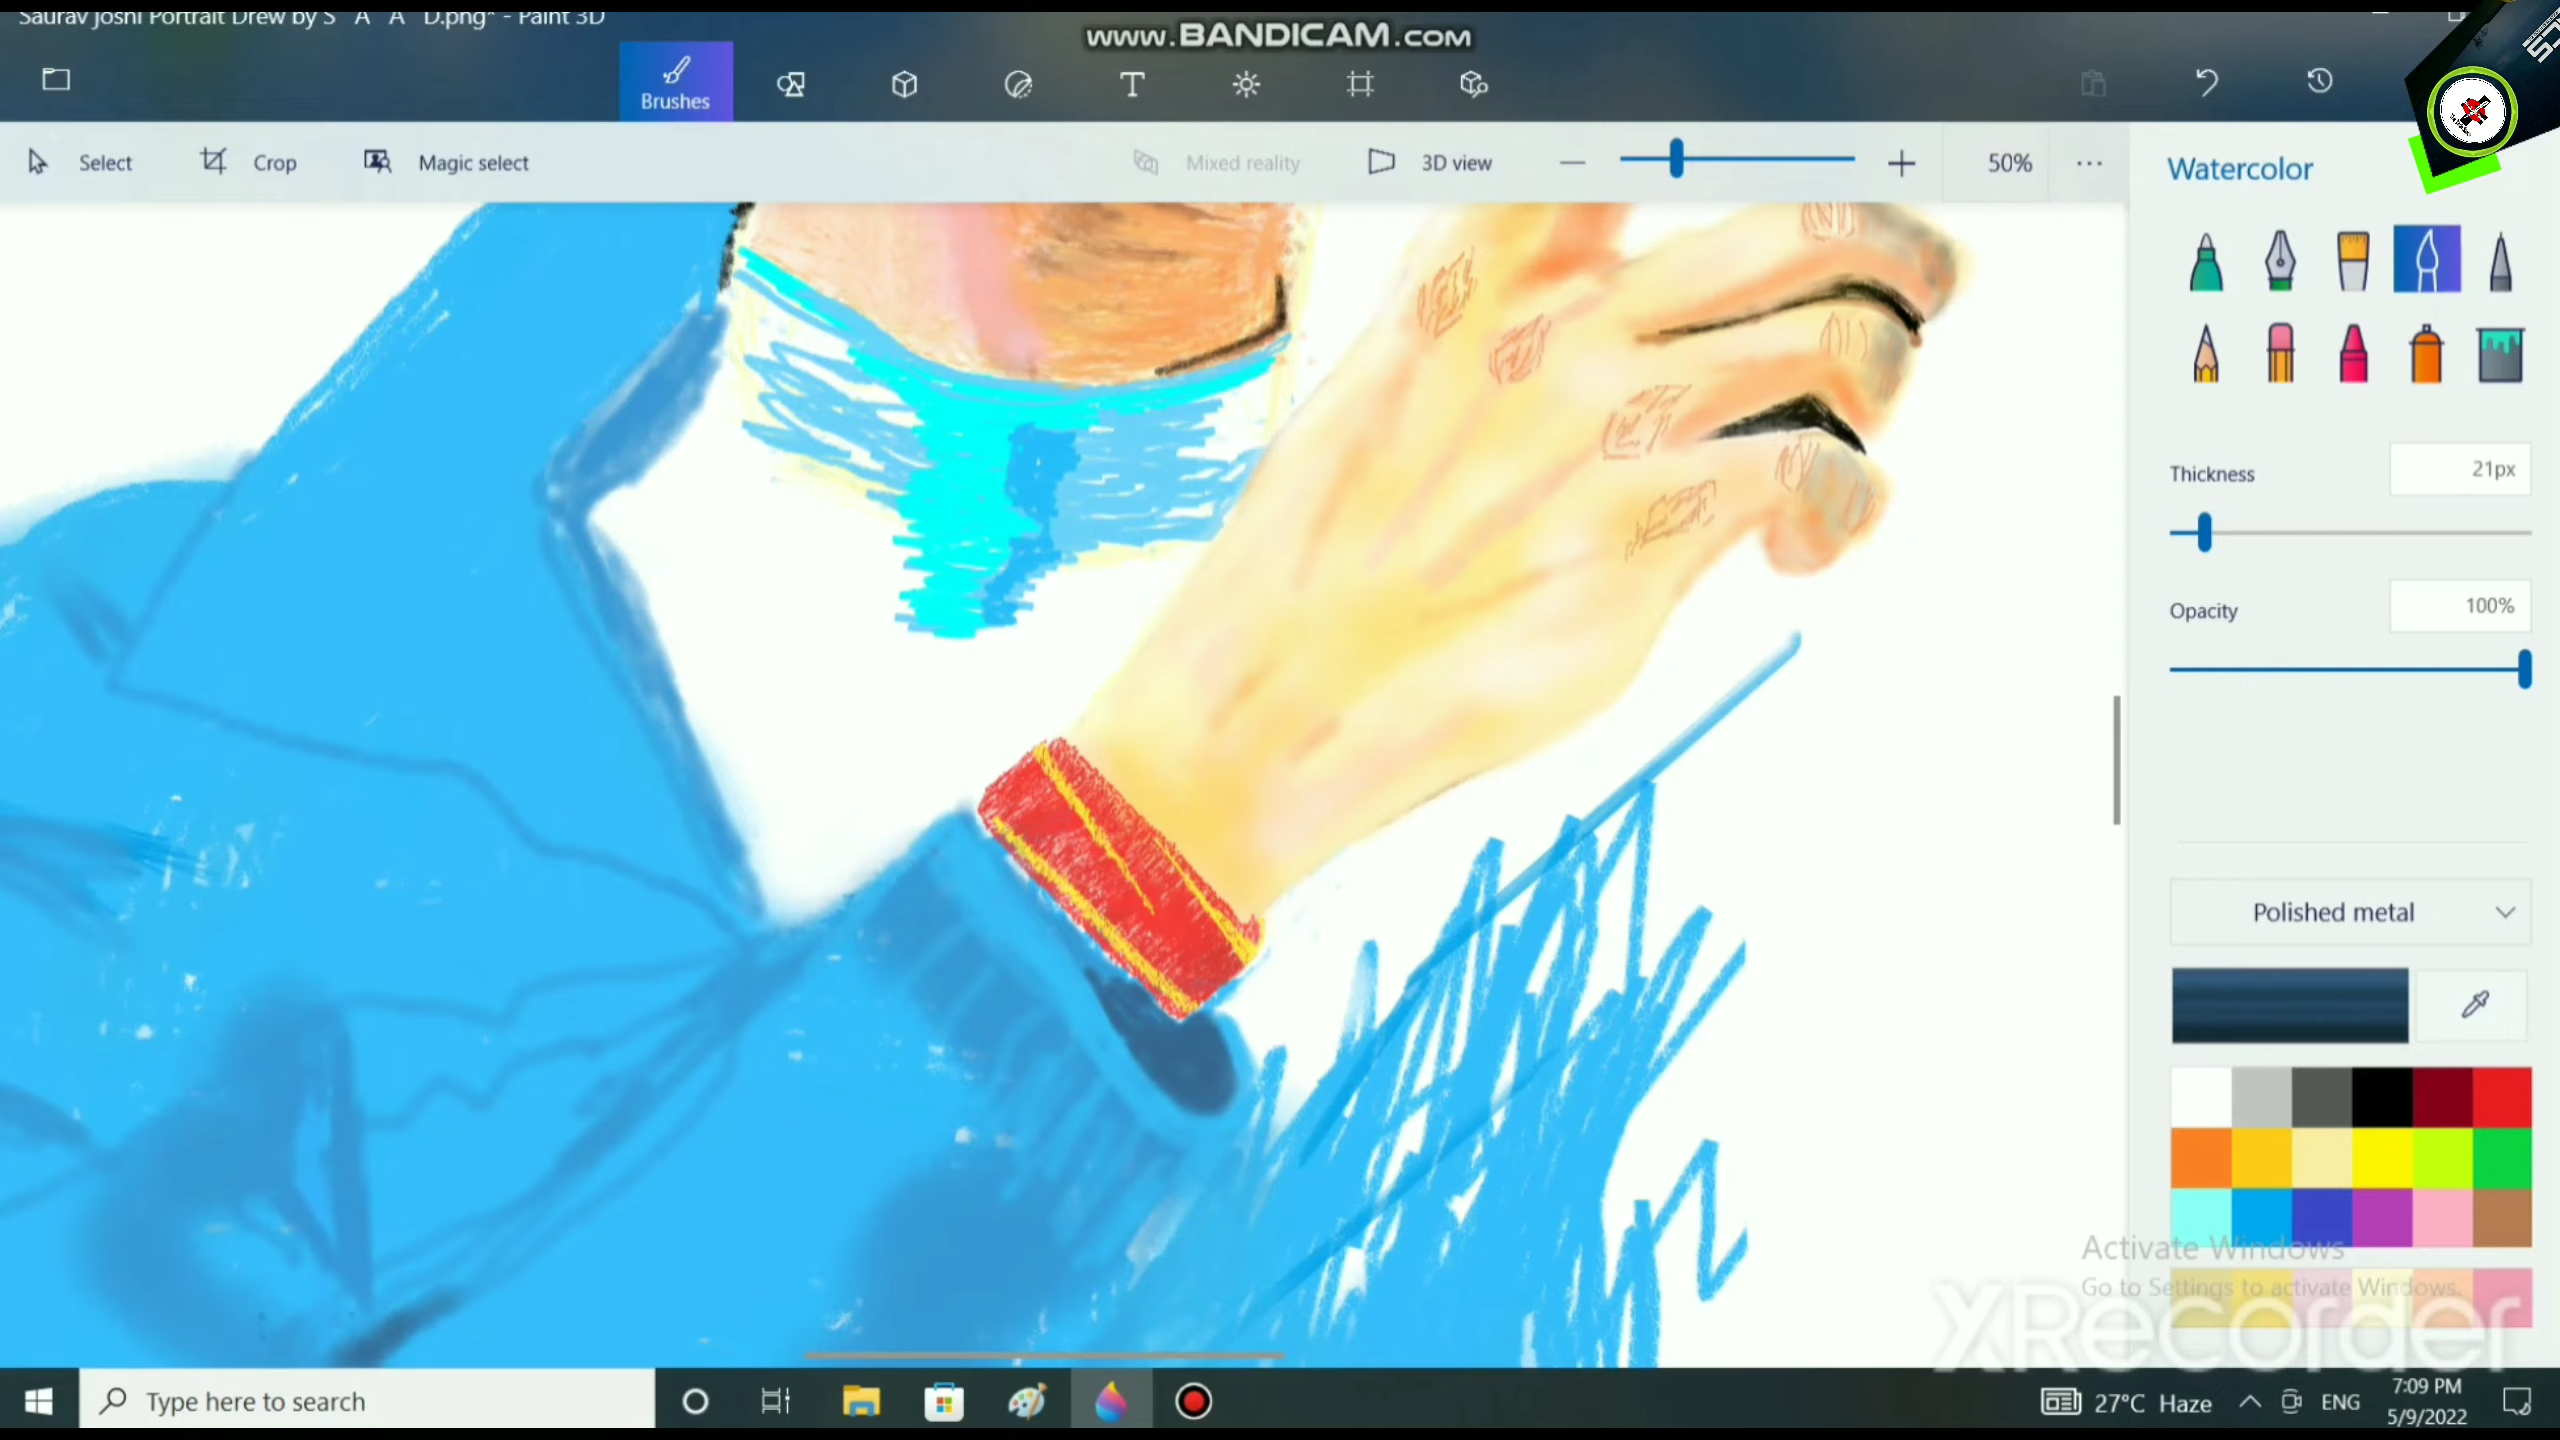 Saurav Joshi Portrait Drew by S A A D.png* - Paint 3D
www.BANDICAM.com
Brushes
T
Select
Crop
Magic select
Mixed reality
3D view
50%
Watercolor
Thickness
21px
Opacity
100%
Polished metal
Activate Windows
Go to Settings to activate Windows.
XRecorder
Type here to search
27°C Haze
ENG
7:09 PM
5/9/2022